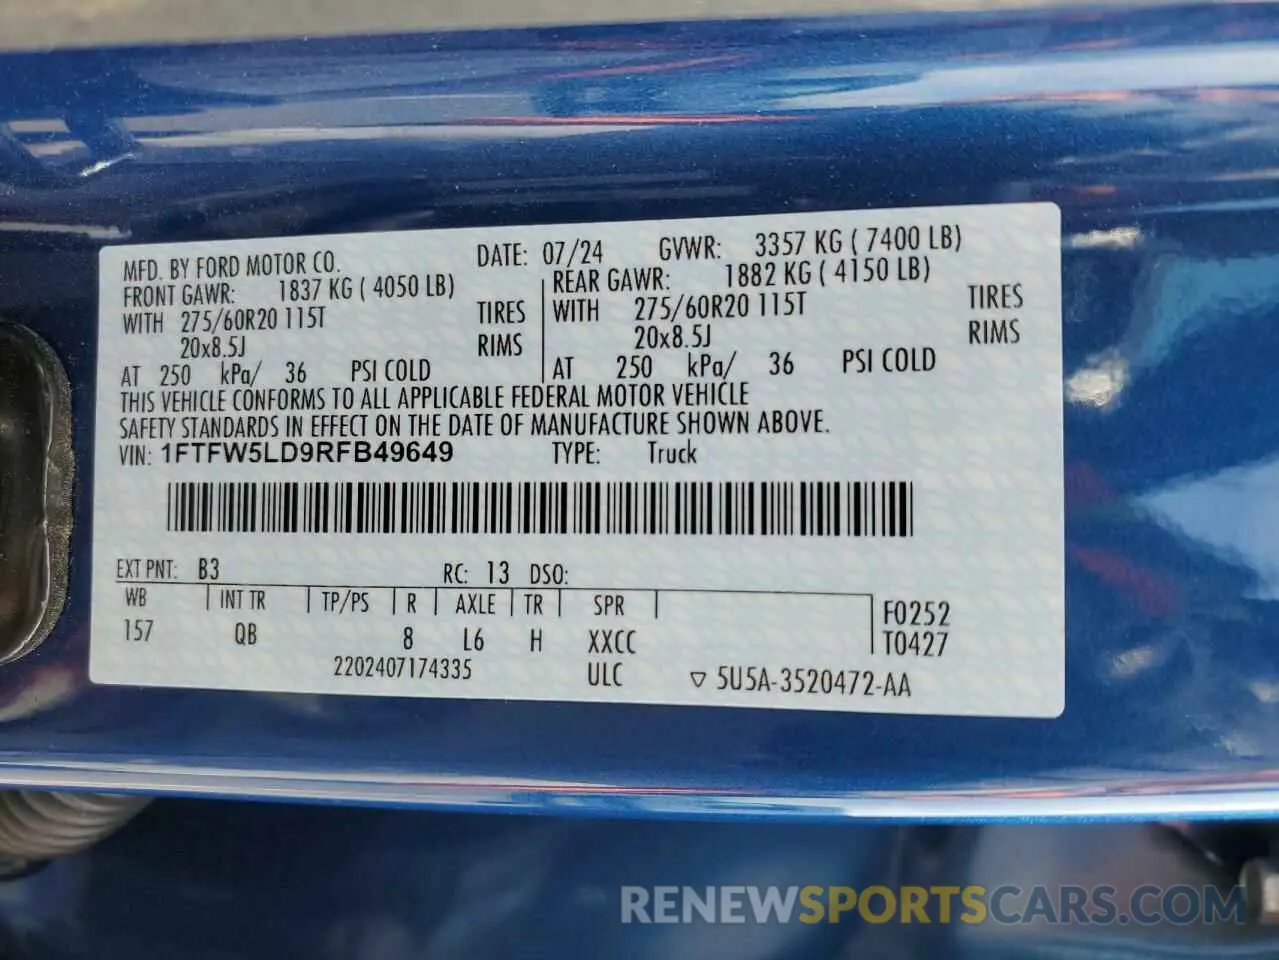 MFD. BY FORD MOTOR CO. DATE: 07/24 GVWR: 3357 KG ( 7400 LB)
FRONT GAWR: 1837 KG ( 4050 LB) REAR GAWR: 1882 KG ( 4150 LB)
WITH 275/60R20 115T TIRES WITH 275/60R20 115T TIRES
20x8.5J RIMS 20x8.5J RIMS
AT 250 kPa/ 36 PSI COLD AT 250 kPa/ 36 PSI COLD
THIS VEHICLE CONFORMS TO ALL APPLICABLE FEDERAL MOTOR VEHICLE
SAFETY STANDARDS IN EFFECT ON THE DATE OF MANUFACTURE SHOWN ABOVE.
VIN: 1FTFW5LD9RFB49649 TYPE: Truck
EXT PNT: B3 RC: 13 DSO:
WB INT TR TP/PS R AXLE TR SPR F0252
157 QB 8 L6 H XXCC T0427
2202407174335 ULC ▽ 5U5A-3520472-AA
RENEWSPORTSCARS.COM